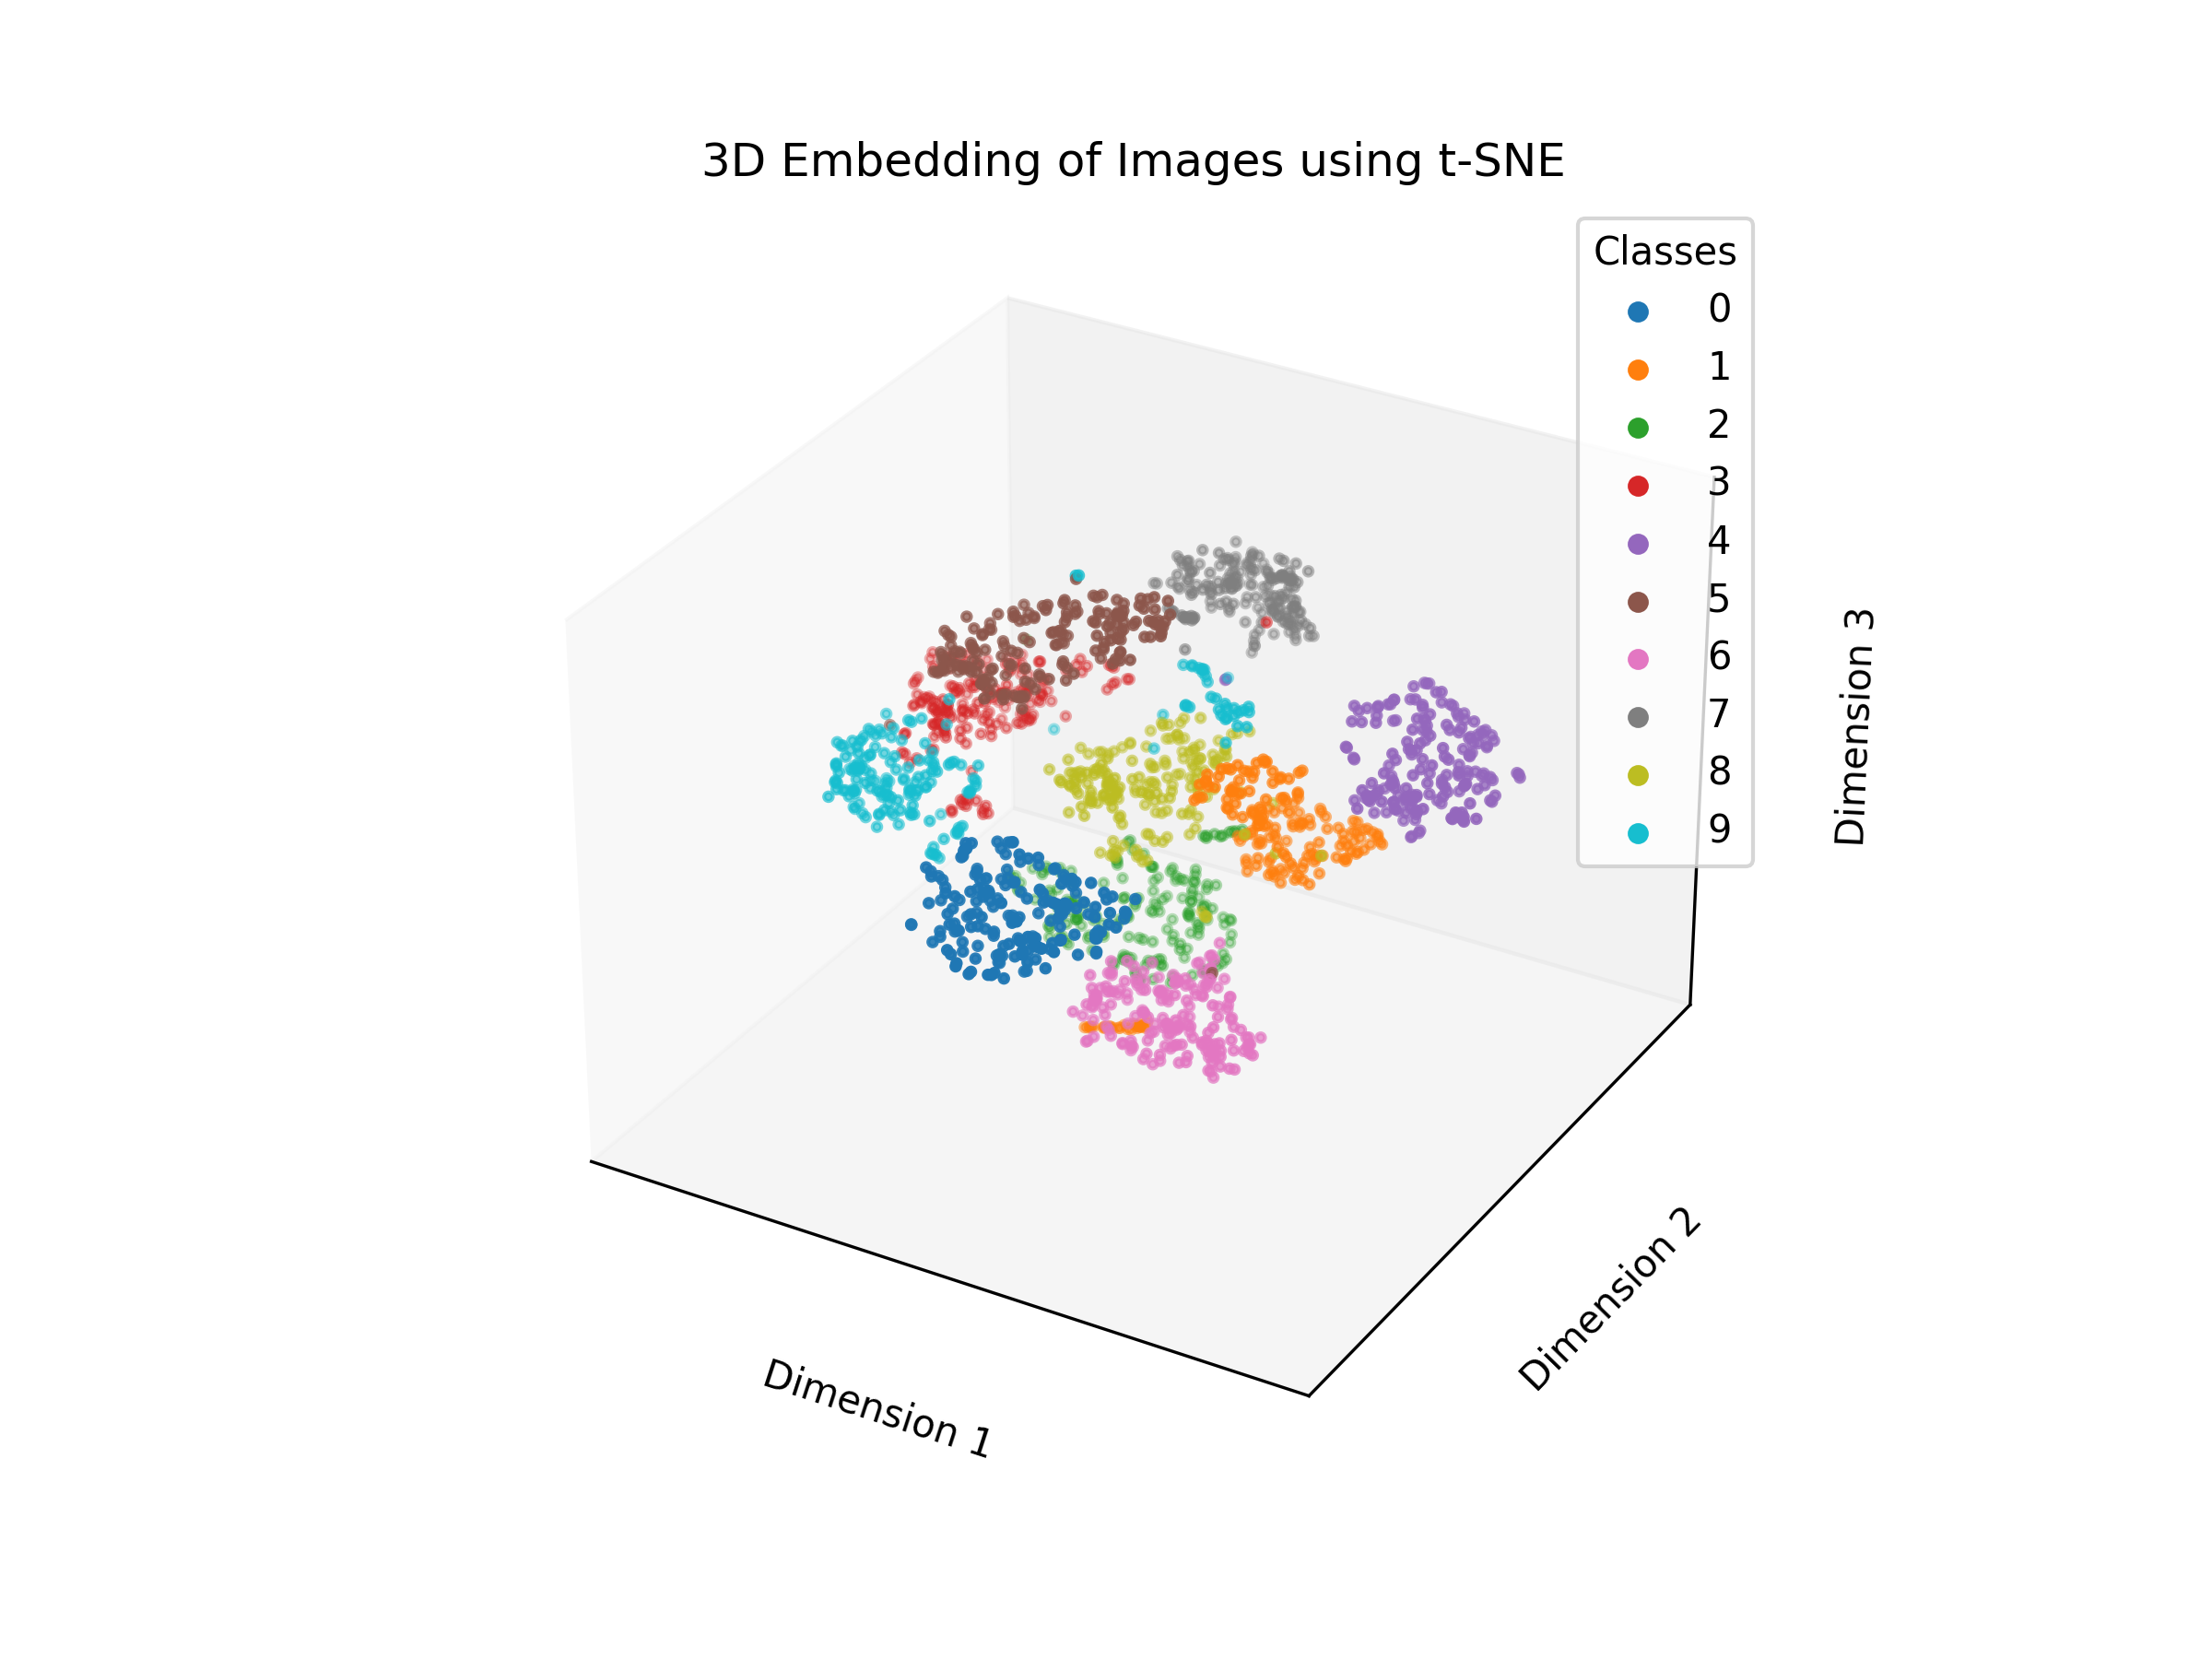 3D Embedding of Images using t-SNE
Classes
0
1
2
3
4
5
6
7
8
9
Dimension 1
Dimension 2
Dimension 3